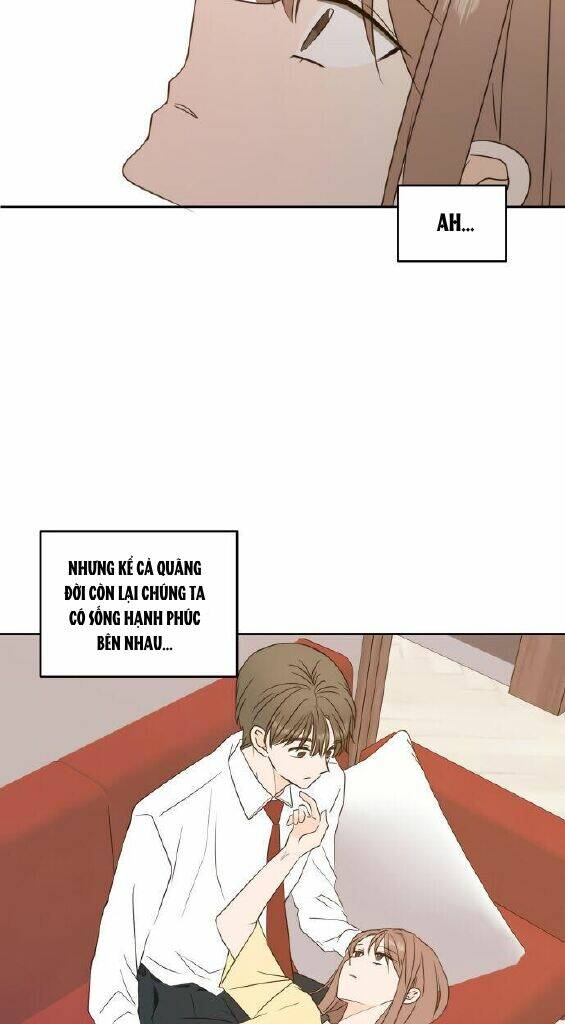 AH...
NHƯNG KỂ CẢ QUÃNG
ĐỜI CÒN LẠI CHÚNG TA
CÓ SỐNG HẠNH PHÚC
BÊN NHAU...